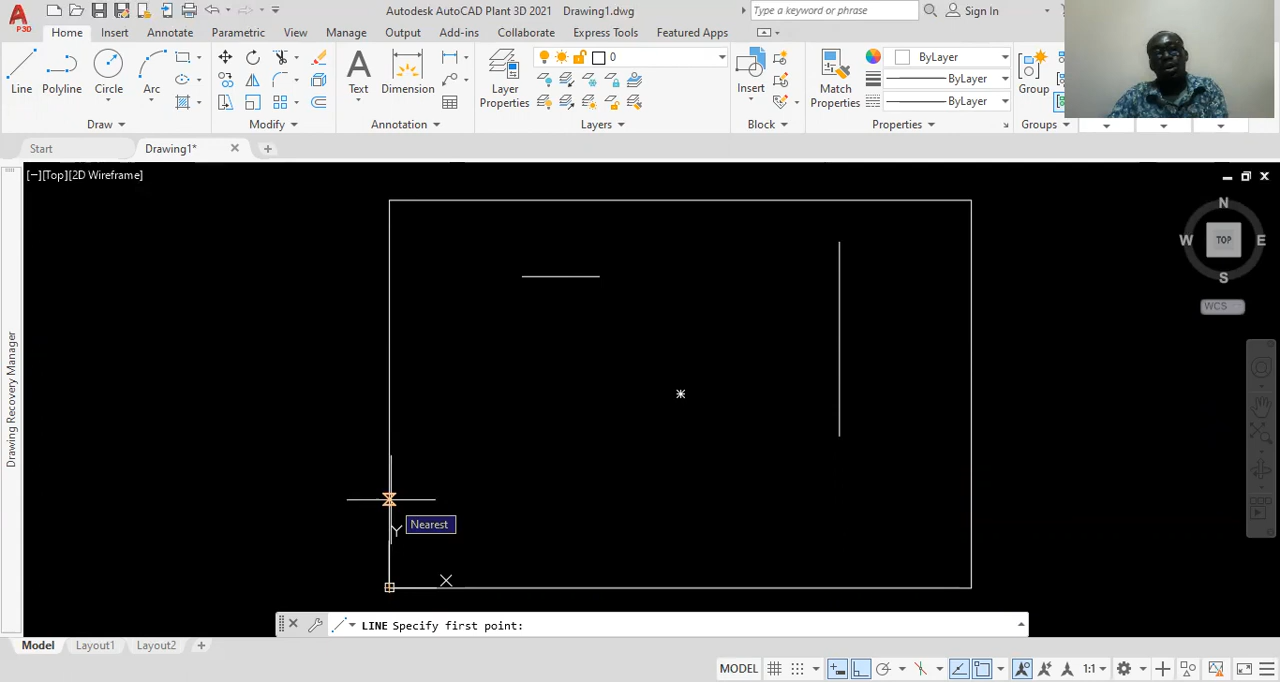 Autodesk AutoCAD Plant 3D 2021 Drawing1.dwg Type a keyword or phrase Sign In
P3D
Home Insert Annotate Parametric View Manage Output Add-ins Collaborate Express Tools Featured Apps
0 ByLayer
ByLayer
Line Polyline Circle Arc Text Dimension Layer Properties Insert Match Properties ByLayer Group
Draw Modify Annotation Layers Block Properties Groups
Start Drawing1*
[−][Top][2D Wireframe]
N
W TOP E
S
WCS
Drawing Recovery Manager
Nearest
Y
X
LINE Specify first point:
Model Layout1 Layout2
MODEL 1:1